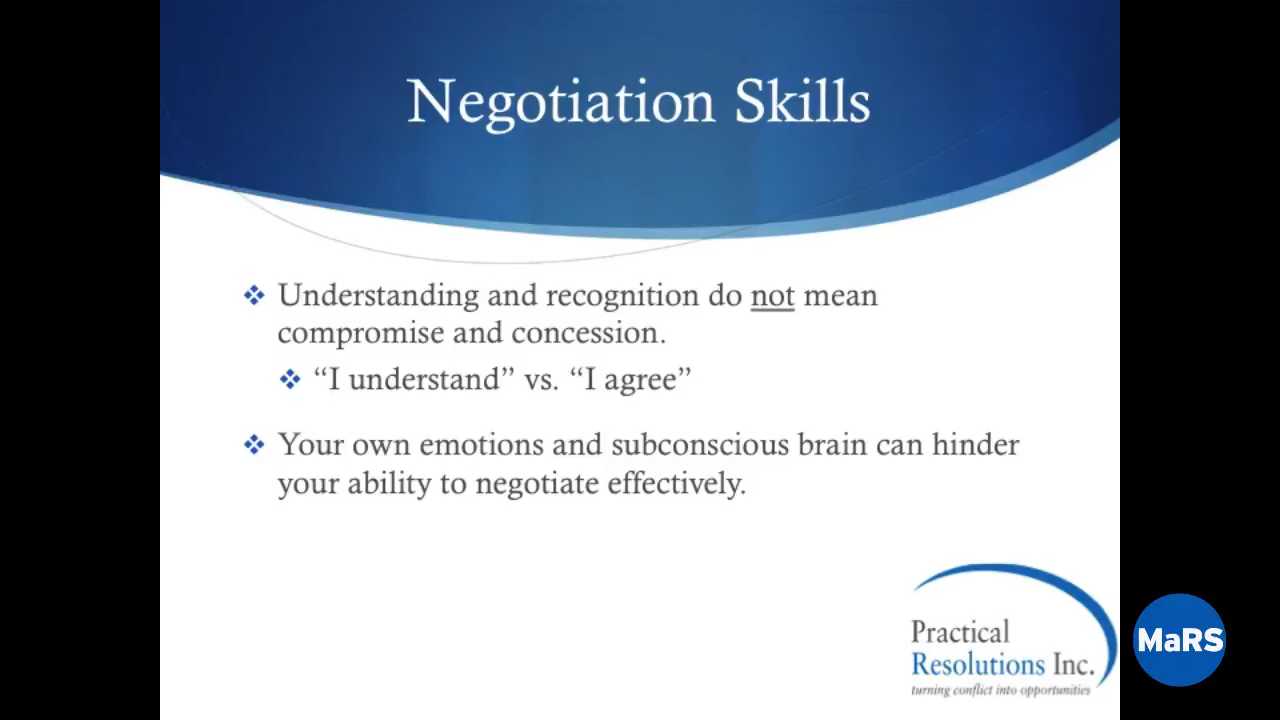 Negotiation Skills
Understanding and recognition do not mean
compromise and concession.
“I understand” vs. “I agree”
Your own emotions and subconscious brain can hinder
your ability to negotiate effectively.
Practical
Resolutions Inc.
turning conflict into opportunities
MaRS